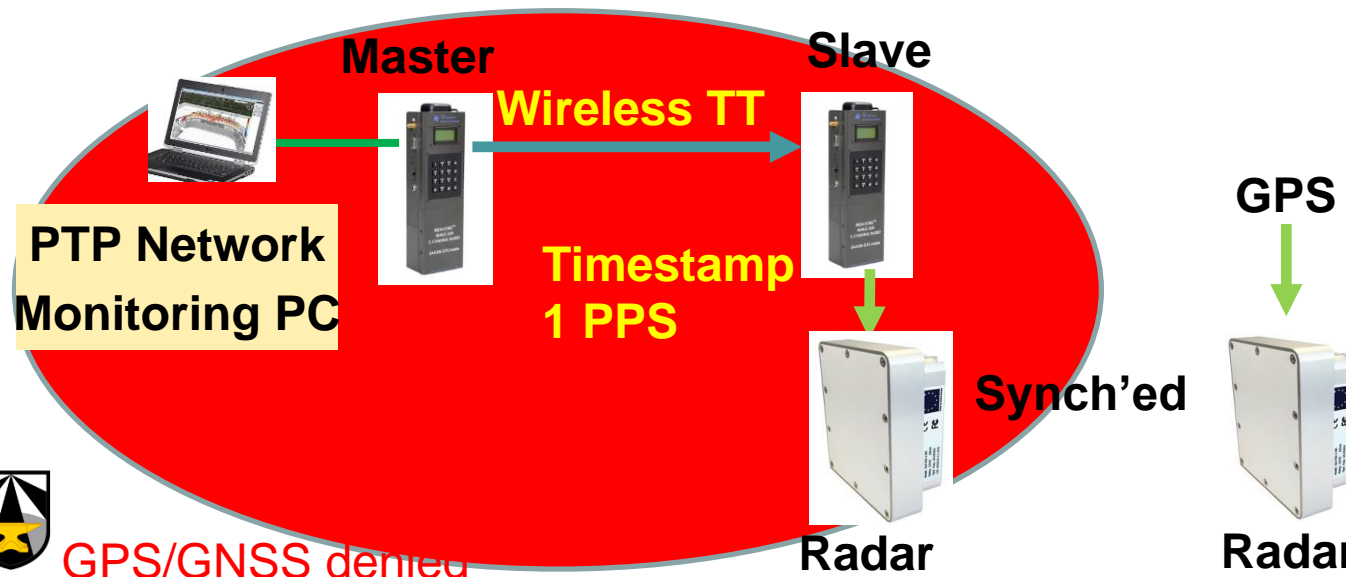 Master
Slave
Wireless TT
GPS
PTP Network
Monitoring PC
Timestamp
1 PPS
Synch’ed
GPS/GNSS denied
Radar
Radar